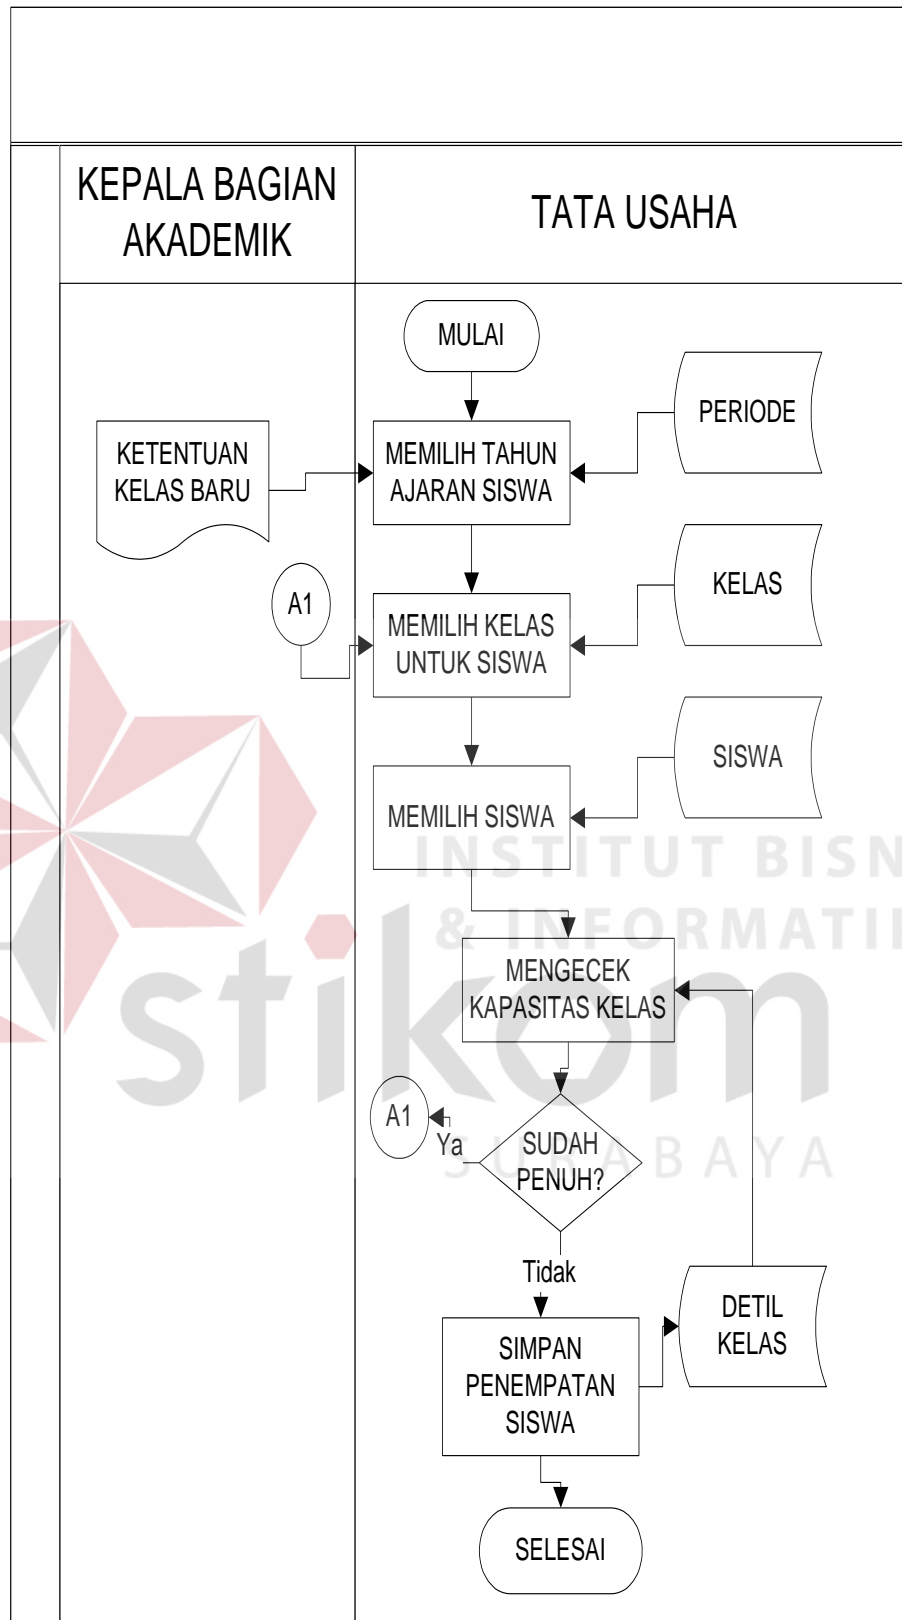 KEPALA BAGIAN
AKADEMIK
TATA USAHA
MULAI
PERIODE
KETENTUAN
KELAS BARU
MEMILIH TAHUN
AJARAN SISWA
KELAS
A1
MEMILIH KELAS
UNTUK SISWA
SISWA
MEMILIH SISWA
INSTITUT BISN
& INFORMATI
stikom
SURABAYA
MENGECEK
KAPASITAS KELAS
A1
Ya
SUDAH
PENUH?
Tidak
DETIL
KELAS
SIMPAN
PENEMPATAN
SISWA
SELESAI